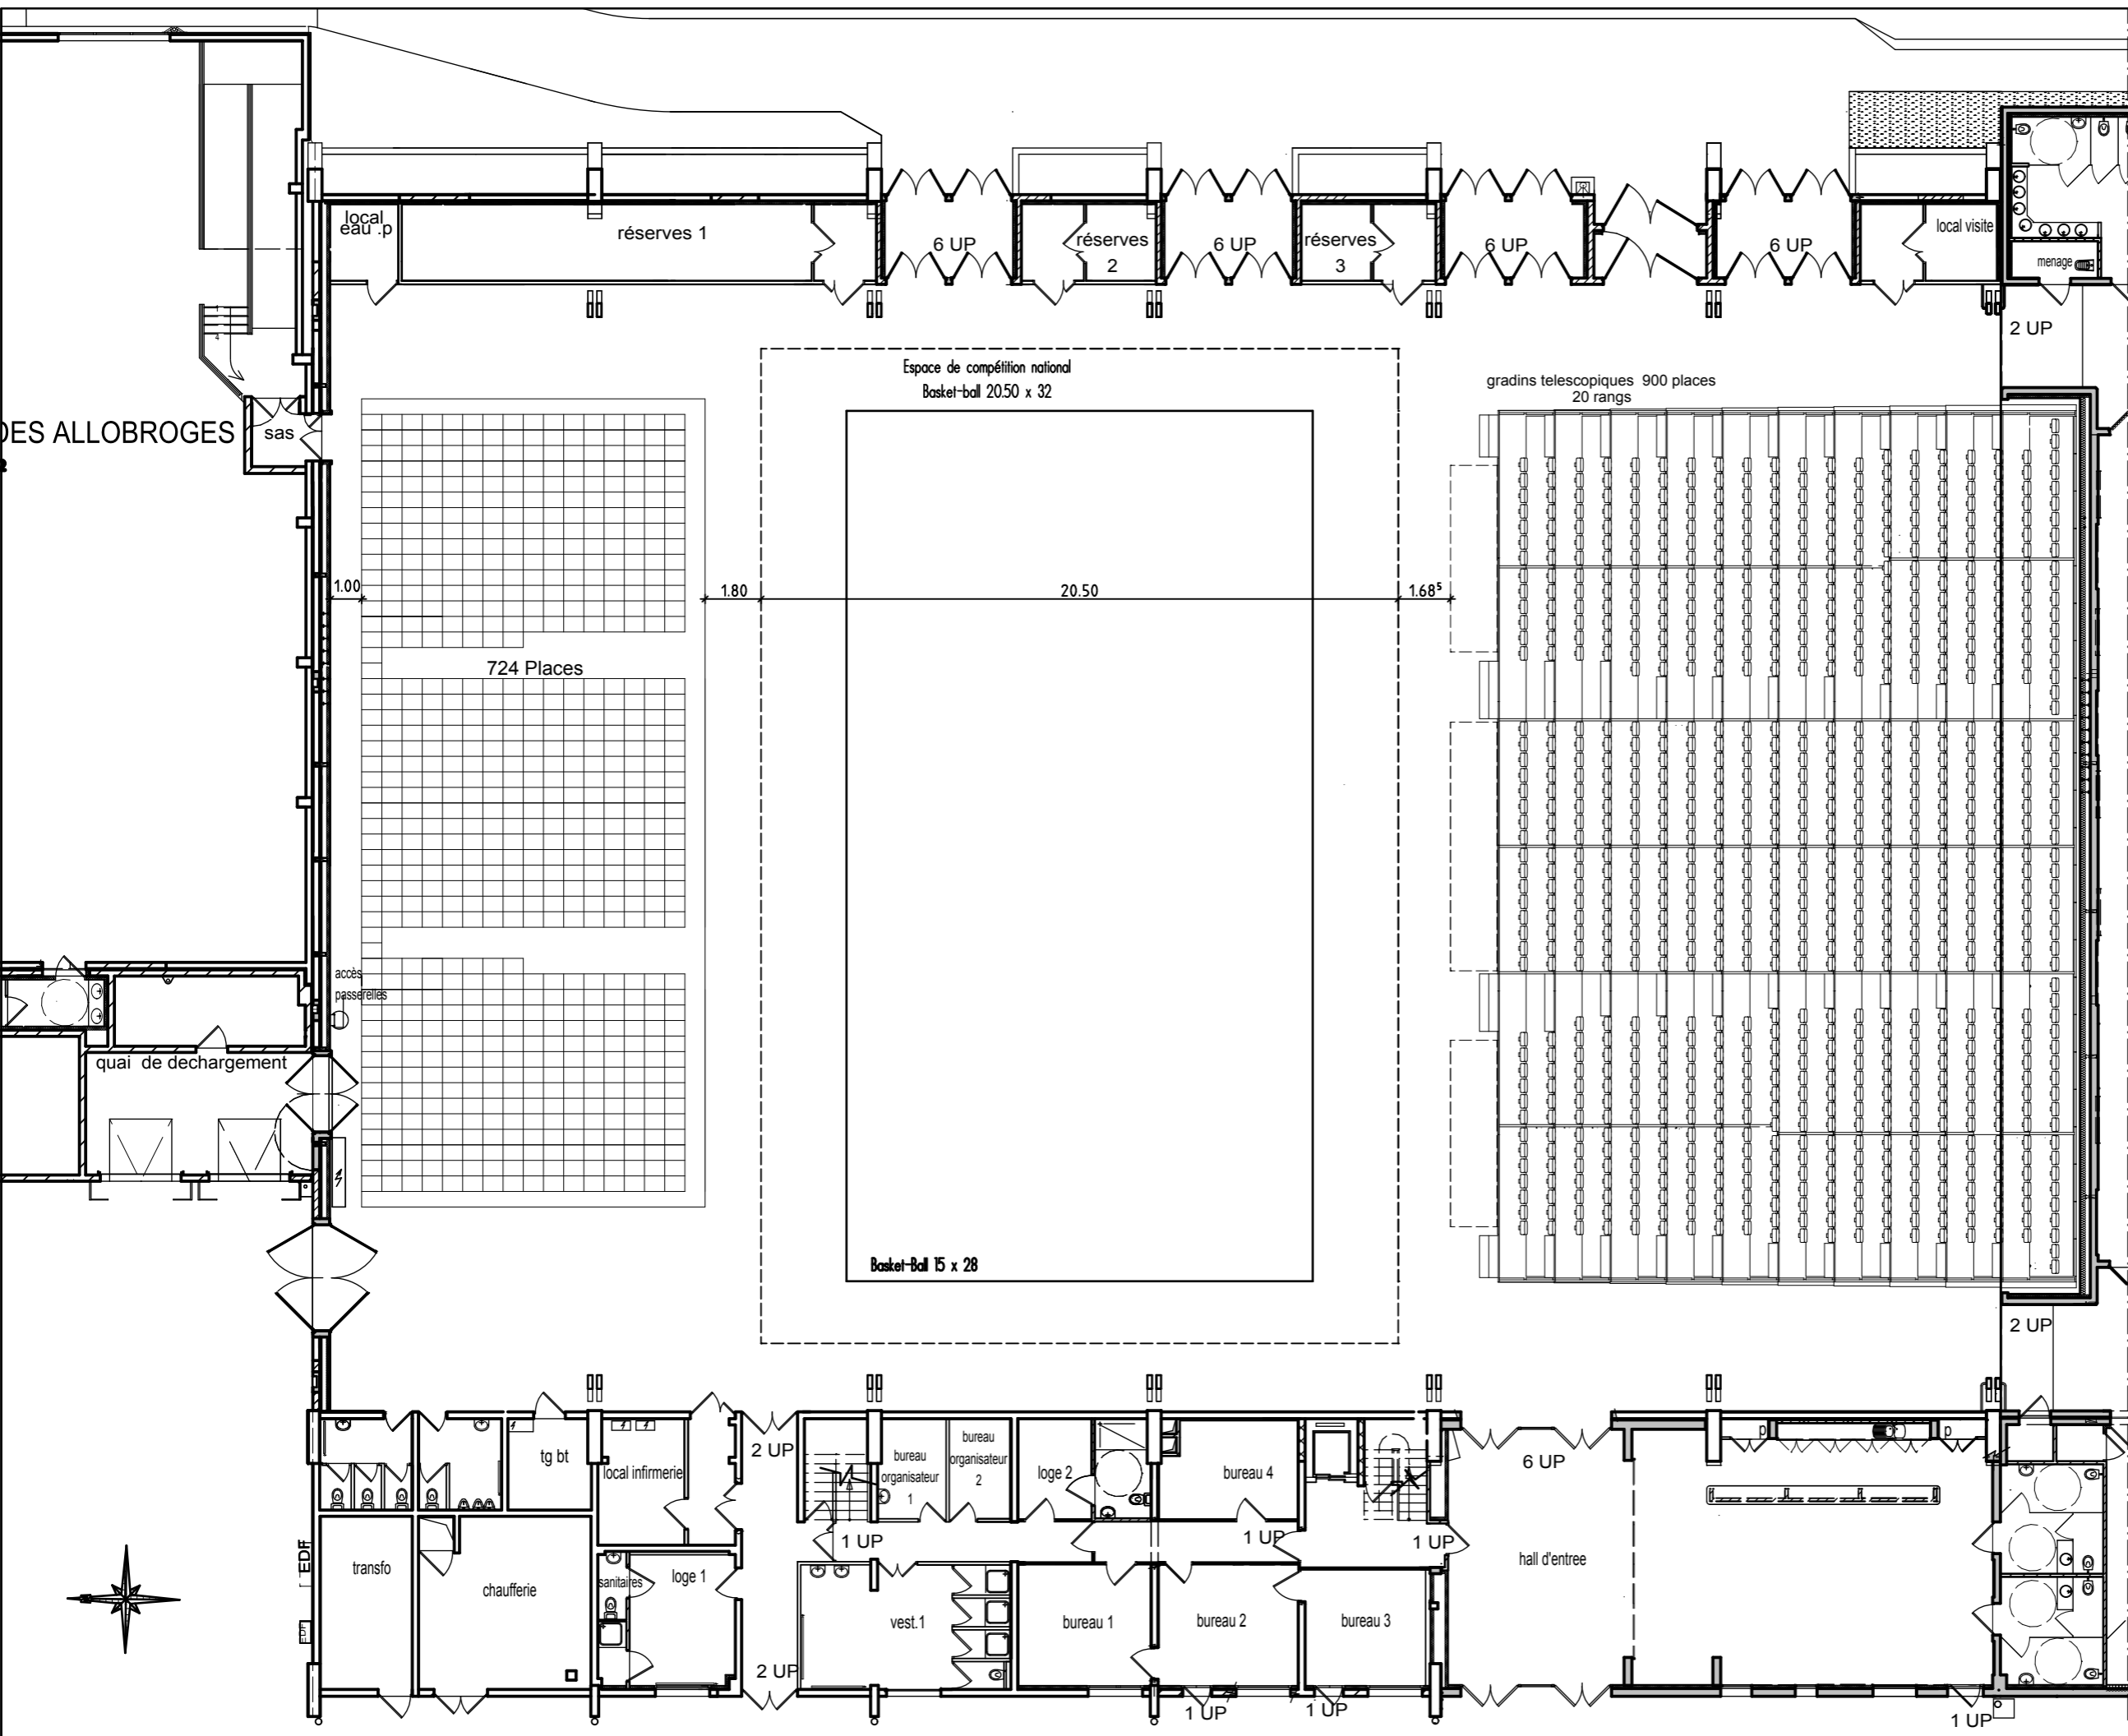 local
eau .p
réserves 1
6 UP
réserves
2
6 UP
réserves
3
6 UP
6 UP
local visite
menage
2 UP
Espace de compétition national
Basket-ball 20.50 x 32
gradins telescopiques 900 places
20 rangs
DES ALLOBROGES
sas
1.00
1.80
20.50
1.68⁵
724 Places
accès
passerelles
quai de dechargement
Basket-Ball 15 x 28
2 UP
tg bt
local infirmerie
2 UP
bureau
organisateur
1
bureau
organisateur
2
loge 2
bureau 4
6 UP
p
p
1 UP
1 UP
1 UP
EDF
transfo
chaufferie
sanitaires
loge 1
vest.1
bureau 1
bureau 2
bureau 3
hall d'entree
EDF
2 UP
1 UP
1 UP
1 UP